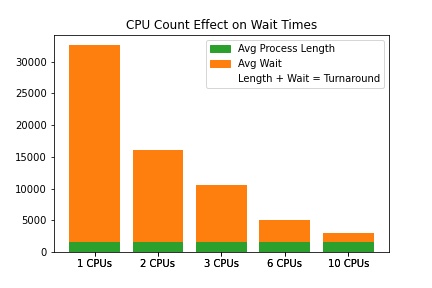 CPU Count Effect on Wait Times
Avg Process Length
Avg Wait
Length + Wait = Turnaround
30000
25000
20000
15000
10000
5000
0
1 CPUs
2 CPUs
3 CPUs
6 CPUs
10 CPUs